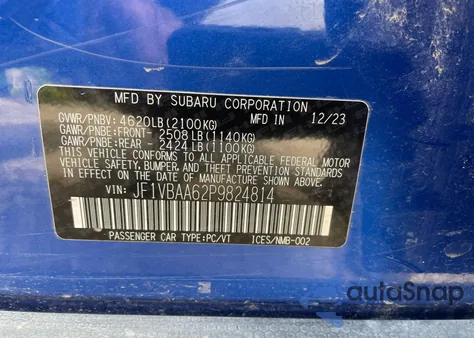 MFD BY SUBARU CORPORATION
GVWR/PNBV: 4620LB(2100KG) 12/23
GAWR/PNBE:FRONT- 2508 LB(1140KG)
GAWR/PNBE:REAR - 2424 LB(1100KG)
THIS VEHICLE CONFORMS TO ALL APPLICABLE FEDERAL MOTOR
VEHICLE SAFETY, BUMPER, AND THEFT PREVENTION STANDARDS
IN EFFECT ON THE DATE OF MANUFACTURE SHOWN ABOVE.
VIN: JF1VBAA62P9824814
PASSENGER CAR TYPE:PC/VT ICES/NMB-002
autoSnap